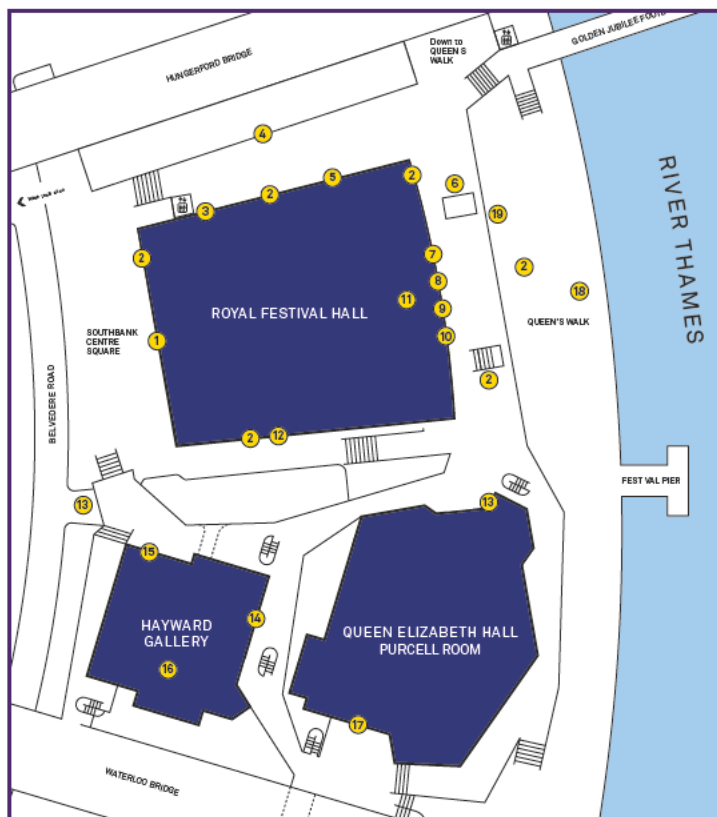 HUNGERFORD BRIDGE
Down to
QUEEN'S
WALK
4
5
2
6
3
2
19
2
7
2
8
18
11
9
ROYAL FESTIVAL HALL
QUEEN'S WALK
RIVER THAMES
SOUTHBANK
CENTRE
SQUARE
1
10
BELVEDERE ROAD
2
2
12
FESTIVAL PIER
13
13
15
HAYWARD
GALLERY
14
QUEEN ELIZABETH HALL
PURCELL ROOM
16
17
WATERLOO BRIDGE
GOLDEN JUBILEE FOOTB